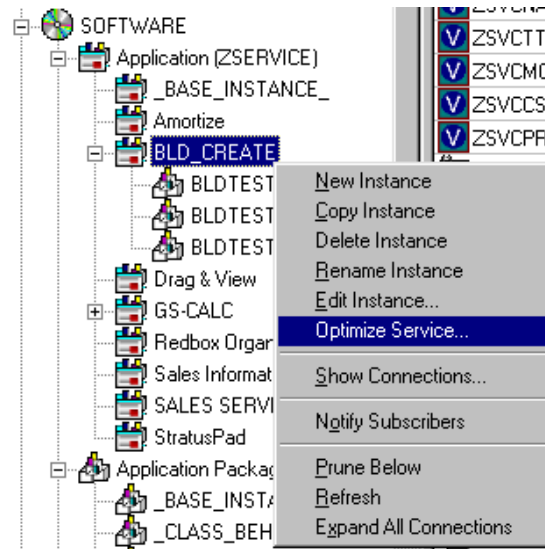 SOFTWARE
Application (ZSERVICE)
_BASE_INSTANCE_
Amortize
BLD_CREATE
BLDTEST
BLDTEST
BLDTEST
Drag & View
GS-CALC
Redbox Organ
Sales Informat
SALES SERVI
StratusPad
Application Packag
_BASE_INSTA
_CLASS_BEH
ZSVCTT
ZSVCMO
ZSVCCS
ZSVCPR
New Instance
Copy Instance
Delete Instance
Rename Instance
Edit Instance...
Optimize Service...
Show Connections...
Notify Subscribers
Prune Below
Refresh
Expand All Connections